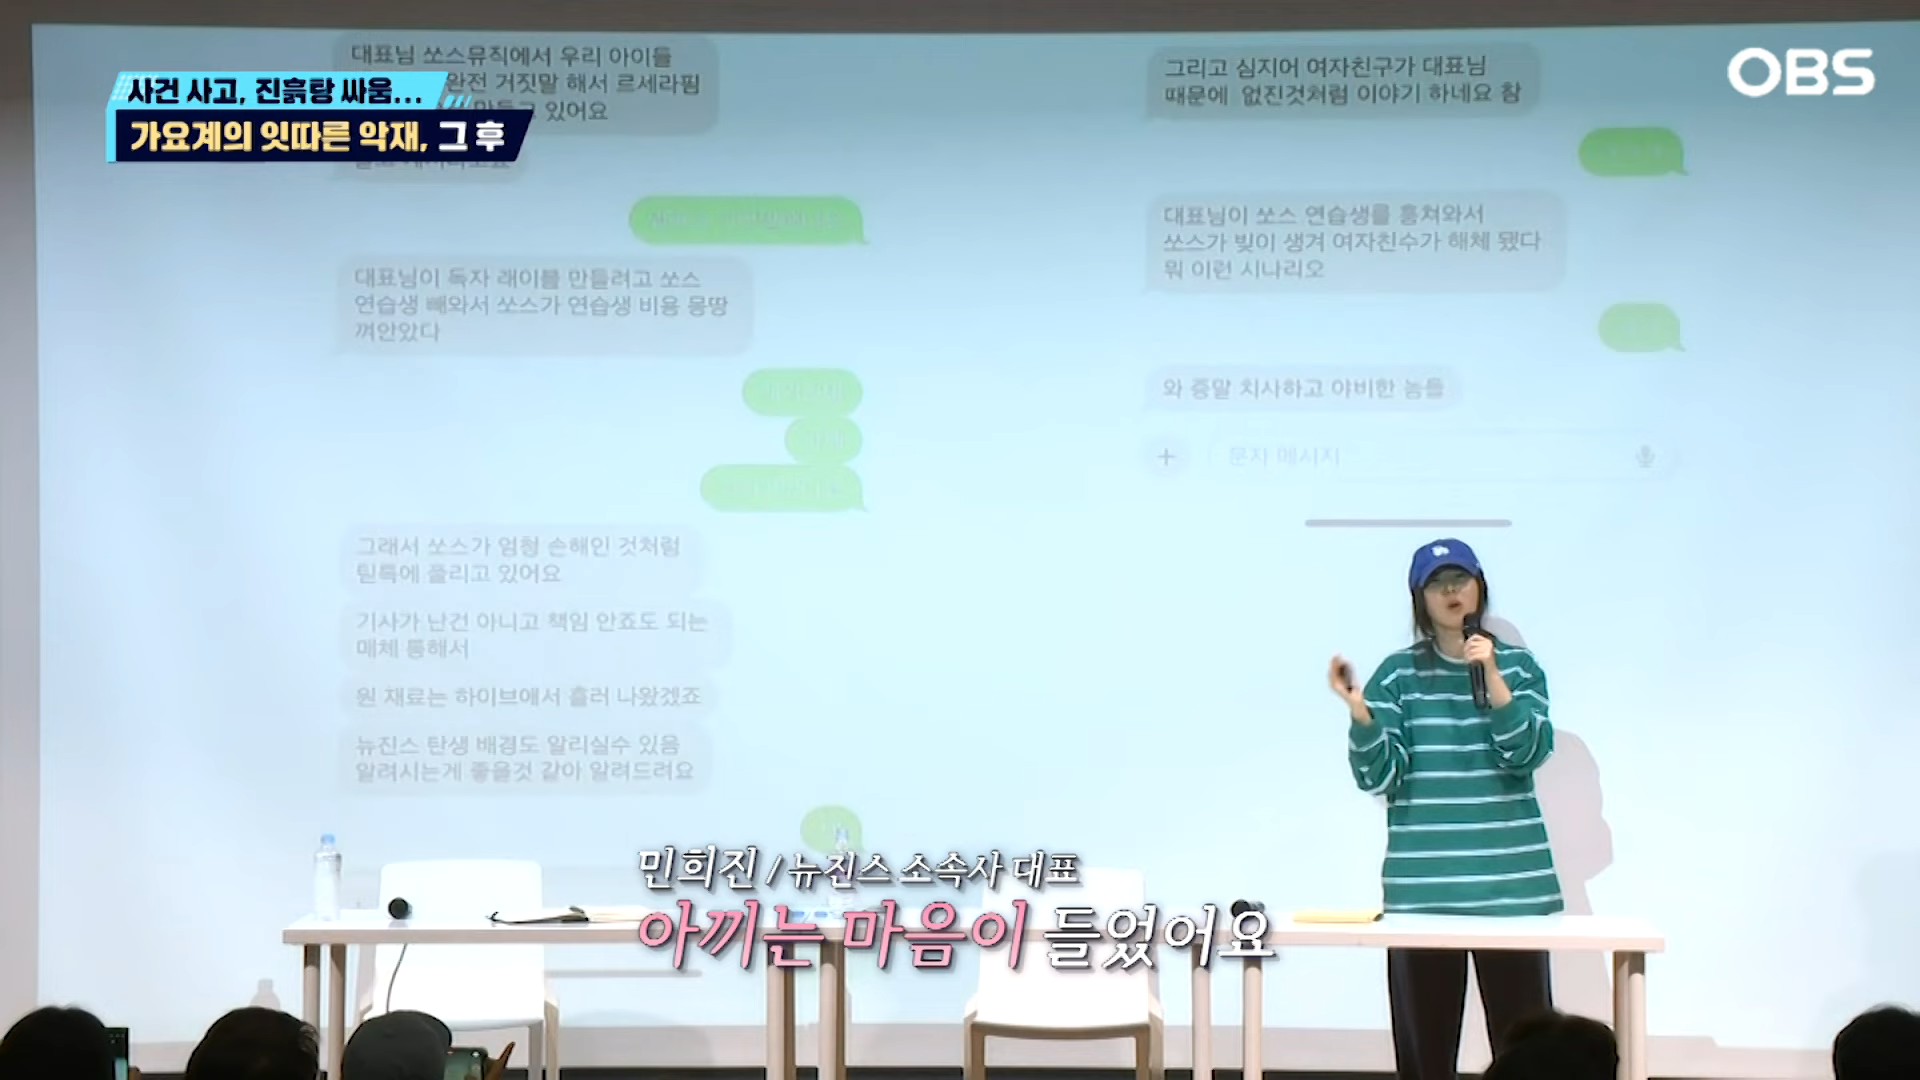 OBS
사건 사고, 진흙탕 싸움...
가요계의 잇따른 악재, 그 후
대표님 쏘스뮤직에서 우리 아이들
완전 거짓말 해서 르세라핌
만들고 있어요
대표님이 독자 래이블 만들려고 쏘스
연습생 빼와서 쏘스가 연습생 비용 몽땅
껴안았다
그래서 쏘스가 엄청 손해인 것처럼
틷톡에 플리고 있어요
기사가 난건 아니고 책임 안죠도 되는
매체 통해서
원 재료는 하이브에서 흘러 나왔겠죠
뉴진스 탄생 배경도 알리실수 있음
알려시는게 좋을것 같아 알려드려요
그리고 심지어 여자친구가 대표님
때문에 없진것처럼 이야기 하네요 참
대표님이 쏘스 연습생를 훔쳐와서
쏘스가 빚이 생겨 여자친수가 해체 됐다
뭐 이런 시나리오
와 증말 치사하고 야비한 놈들
문자 메시지
민희진 / 뉴진스 소속사 대표
아끼는 마음이 들었어요